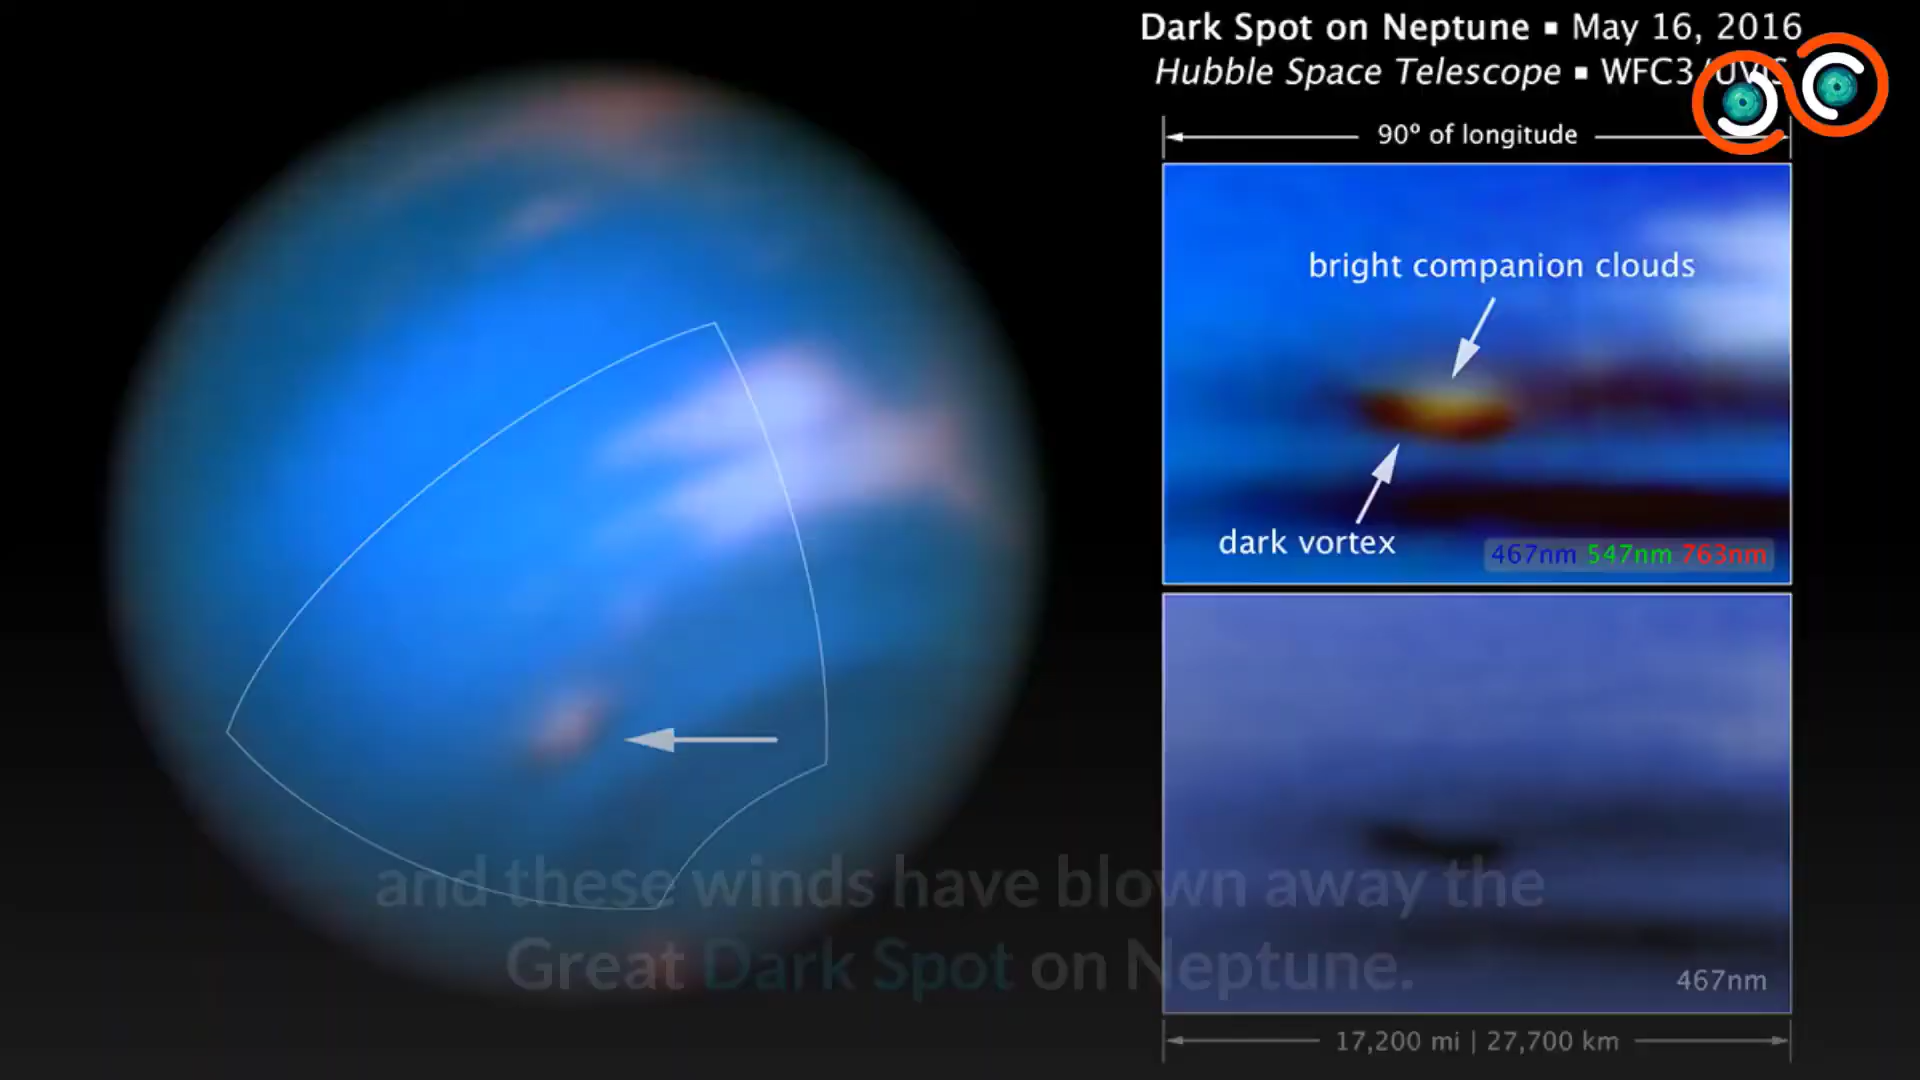 Dark Spot on Neptune ▪ May 16, 2016
Hubble Space Telescope ▪ WFC3/UVIS
90° of longitude
bright companion clouds
dark vortex
467nm 547nm 763nm
and these winds have blown away the
Great Dark Spot on Neptune.
467nm
17,200 mi | 27,700 km